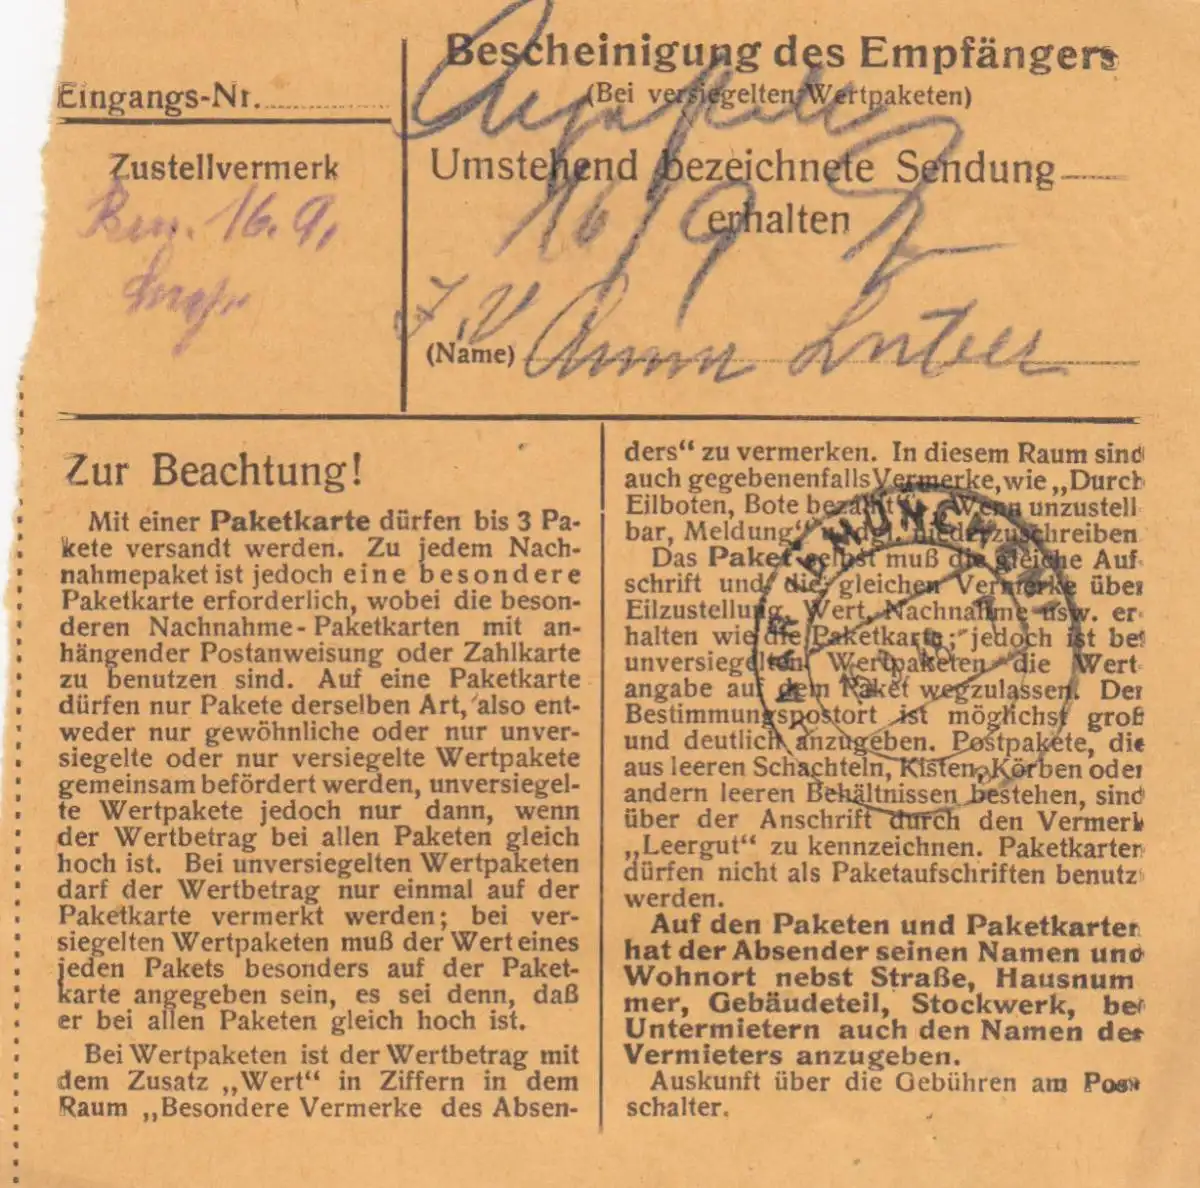 Eingangs-Nr.
Zustellvermerk
16. 9.
Bescheinigung des Empfängers
(Bei versiegelten Wertpaketen)
Umstehend bezeichnete Sendung
erhalten
16/9
J.V
(Name) Anna
Zur Beachtung!
Mit einer Paketkarte dürfen bis 3 Pa-
kete versandt werden. Zu jedem Nach-
nahmepaket ist jedoch eine besondere
Paketkarte erforderlich, wobei die beson-
deren Nachnahme-Paketkarten mit an-
hängender Postanweisung oder Zahlkarte
zu benutzen sind. Auf eine Paketkarte
dürfen nur Pakete derselben Art, also ent-
weder nur gewöhnliche oder nur unver-
siegelte oder nur versiegelte Wertpakete
gemeinsam befördert werden, unversiegel-
te Wertpakete jedoch nur dann, wenn
der Wertbetrag bei allen Paketen gleich
hoch ist. Bei unversiegelten Wertpaketen
darf der Wertbetrag nur einmal auf der
Paketkarte vermerkt werden; bei ver-
siegelten Wertpaketen muß der Wert eines
jeden Pakets besonders auf der Paket-
karte angegeben sein, es sei denn, daß
er bei allen Paketen gleich hoch ist.
Bei Wertpaketen ist der Wertbetrag mit
dem Zusatz „Wert“ in Ziffern in dem
Raum „Besondere Vermerke des Absen-
ders“ zu vermerken. In diesem Raum sind
auch gegebenenfalls Vermerke, wie „Durch
Eilboten, Bote bezahlt“, „Wenn unzustell
bar, Meldung“ u. dgl. niederzuschreiben
Das Paket selbst muß die gleiche Auf
schrift und die gleichen Vermerke über
Eilzustellung, Wert, Nachnahme usw. er
halten wie die Paketkarte; jedoch ist bei
unversiegelten Wertpaketen die Wert
angabe auf dem Paket wegzulassen. Der
Bestimmungspostort ist möglichst groß
und deutlich anzugeben. Postpakete, die
aus leeren Schachteln, Kisten, Körben oder
andern leeren Behältnissen bestehen, sind
über der Anschrift durch den Vermerk
„Leergut“ zu kennzeichnen. Paketkarten
dürfen nicht als Paketaufschriften benutz
werden.
Auf den Paketen und Paketkarten
hat der Absender seinen Namen und
Wohnort nebst Straße, Hausnum
mer, Gebäudeteil, Stockwerk, bei
Untermietern auch den Namen des
Vermieters anzugeben.
Auskunft über die Gebühren am Post
schalter.
HAAR b. MÜNCHEN